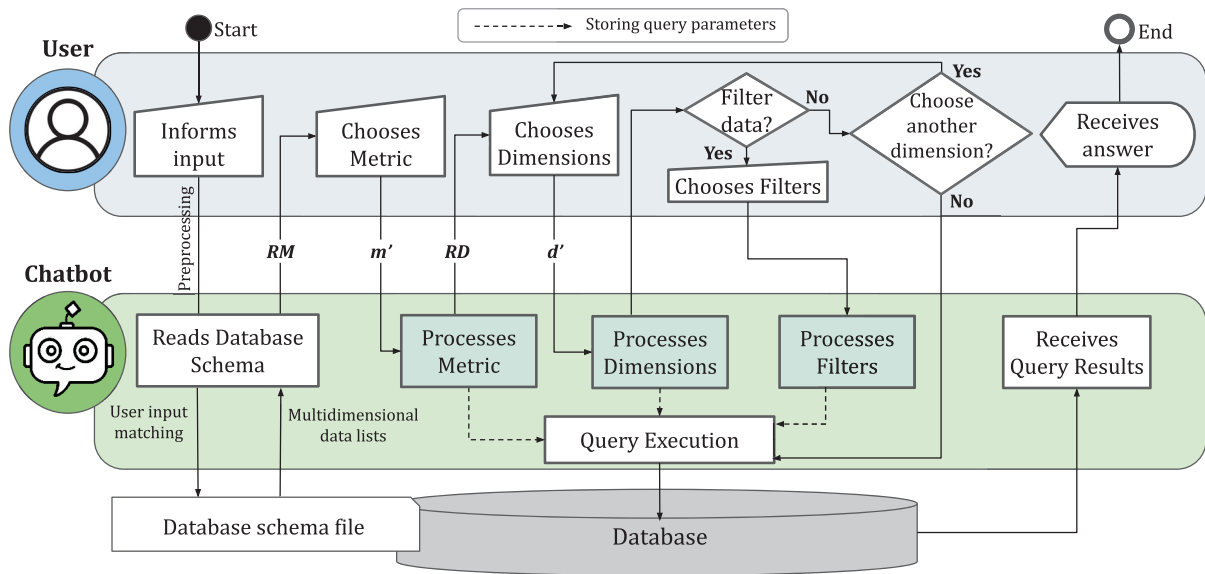 Start
Storing query parameters
End
User
Informs
input
Chooses
Metric
Chooses
Dimensions
Filter
data?
No
Yes
Chooses Filters
Yes
Choose
another
dimension?
No
Receives
answer
Preprocessing
RM
m'
RD
d'
Chatbot
Reads Database
Schema
Processes
Metric
Processes
Dimensions
Processes
Filters
Receives
Query Results
User input
matching
Multidimensional
data lists
Query Execution
Database schema file
Database